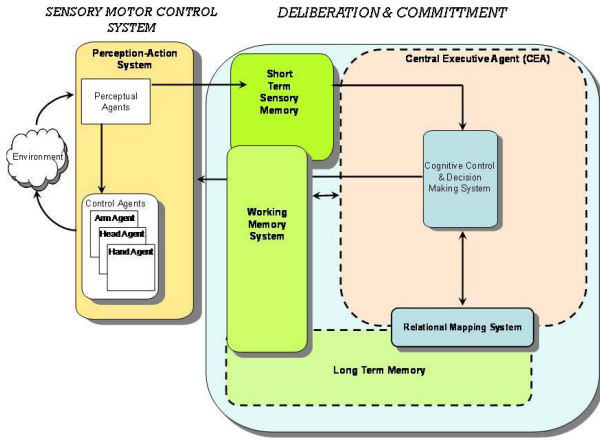 SENSORY MOTOR CONTROL
SYSTEM
DELIBERATION & COMMITTMENT
Perception-Action
System
Perceptual
Agents
Environment
Control Agents
Arm Agent
Head Agent
Hand Agent
Short
Term
Sensory
Memory
Central Executive Agent (CEA)
Cognitive Control
& Decision
Making System
Working
Memory
System
Relational Mapping System
Long Term Memory